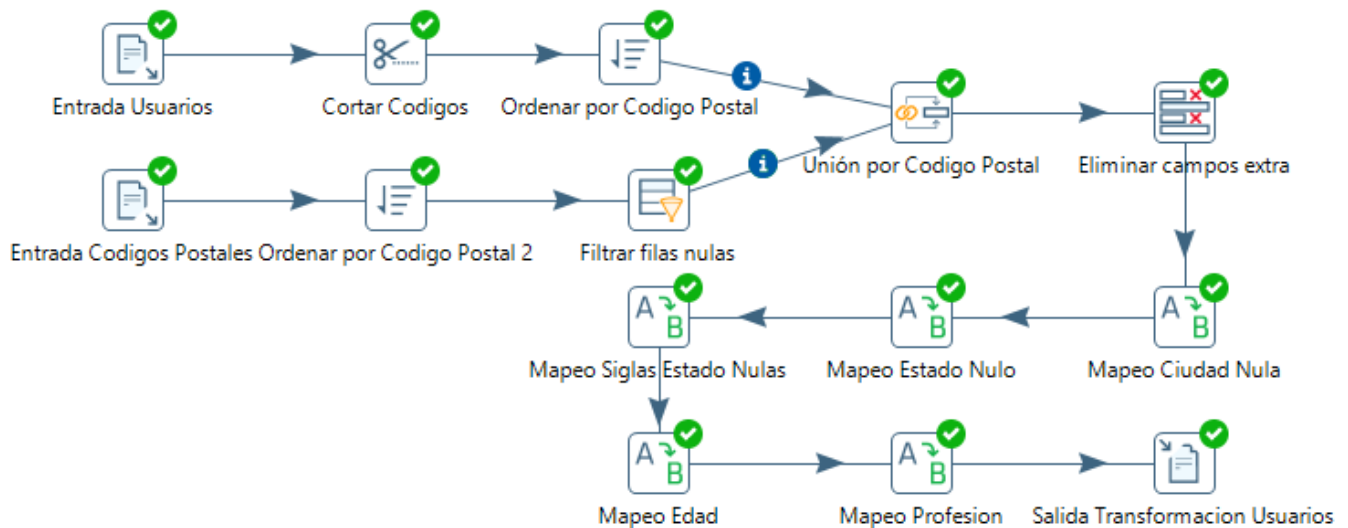 Entrada Usuarios
Cortar Codigos
Ordenar por Codigo Postal
Unión por Codigo Postal
Eliminar campos extra
Entrada Codigos Postales
Ordenar por Codigo Postal 2
Filtrar filas nulas
A B
A B
A B
Mapeo Siglas Estado Nulas
Mapeo Estado Nulo
Mapeo Ciudad Nula
A B
A B
Mapeo Edad
Mapeo Profesion
Salida Transformacion Usuarios